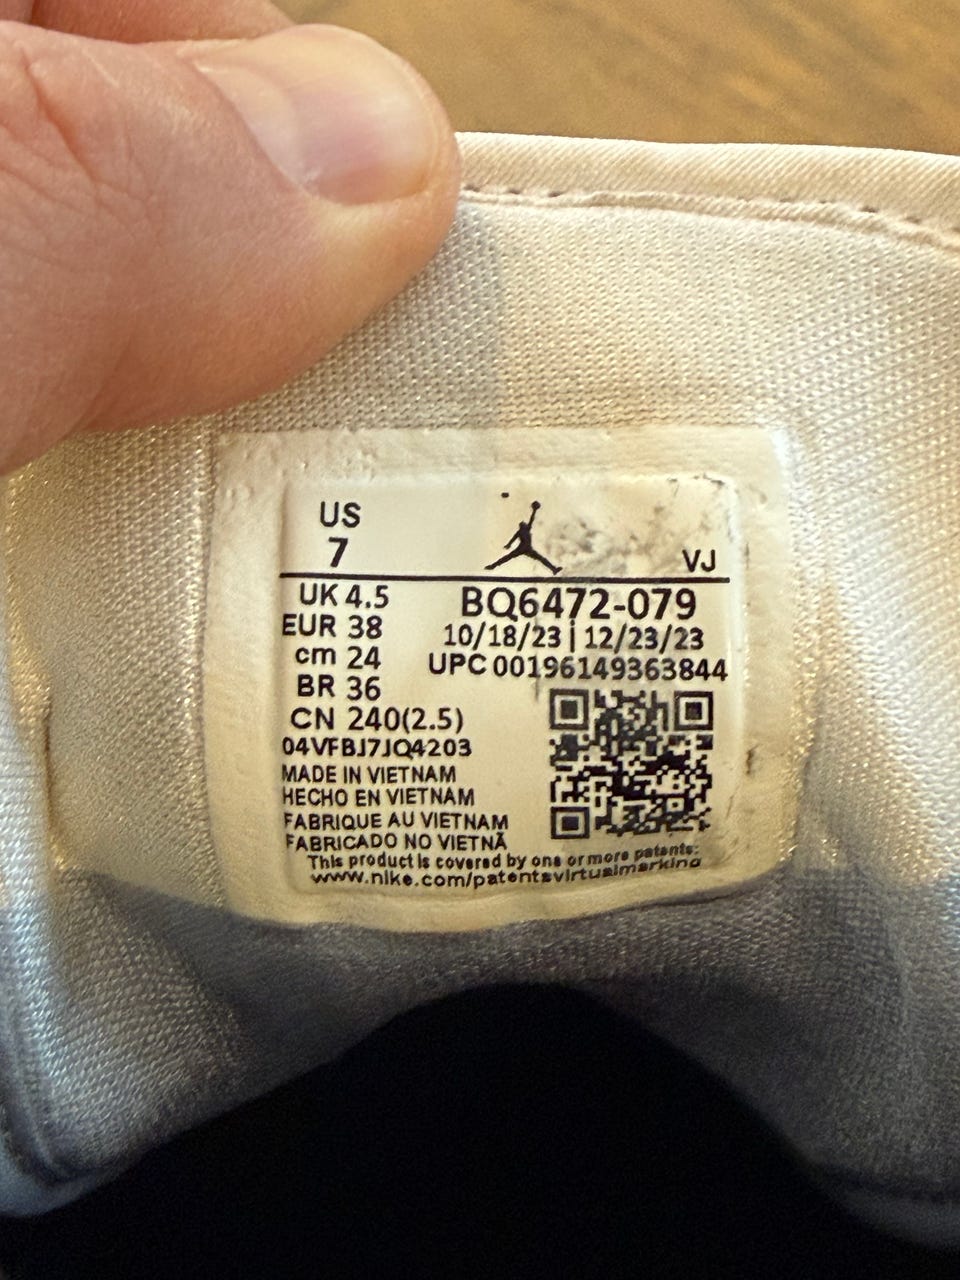 US
7
VJ
UK 4.5
EUR 38
cm 24
BR 36
CN 240(2.5)
BQ6472-079
10/18/23 | 12/23/23
UPC 00196149363844
04VFBJ7JQ4203
MADE IN VIETNAM
HECHO EN VIETNAM
FABRIQUE AU VIETNAM
FABRICADO NO VIETNÃ
This product is covered by one or more patents:
www.nike.com/patentsvirtualmarking